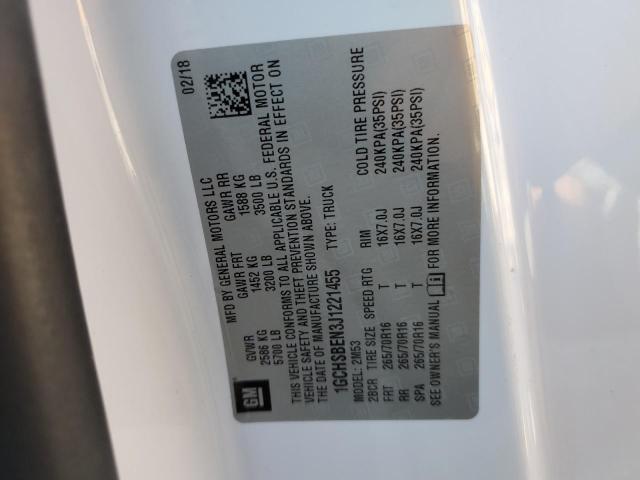 GM
MFD BY GENERAL MOTORS LLC
02/18
GVWR GAWR FRT GAWR RR
2586 KG 1452 KG 1588 KG
5700 LB 3200 LB 3500 LB
THIS VEHICLE CONFORMS TO ALL APPLICABLE U.S. FEDERAL MOTOR
VEHICLE SAFETY AND THEFT PREVENTION STANDARDS IN EFFECT ON
THE DATE OF MANUFACTURE SHOWN ABOVE.
1GCHSBEN3J1221455 TYPE: TRUCK
MODEL: 2M53
2BCR TIRE SIZE SPEED RTG RIM COLD TIRE PRESSURE
FRT 265/70R16 T 16X7.0J 240KPA(35PSI)
RR 265/70R16 T 16X7.0J 240KPA(35PSI)
SPA 265/70R16 T 16X7.0J 240KPA(35PSI)
SEE OWNER'S MANUAL FOR MORE INFORMATION.